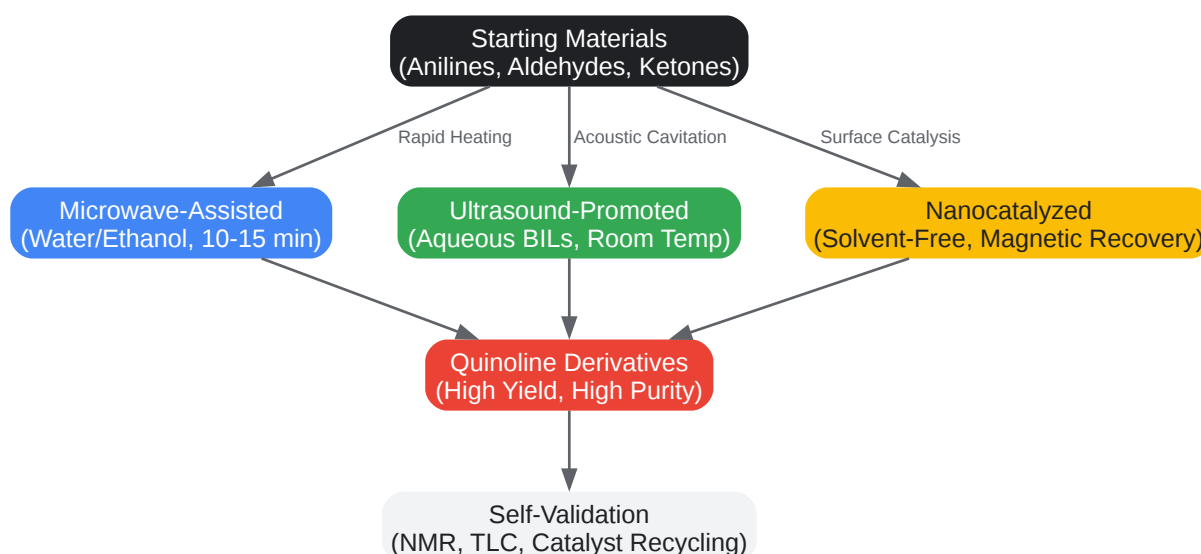 Starting Materials
(Anilines, Aldehydes, Ketones)
Rapid Heating
Acoustic Cavitation
Surface Catalysis
Microwave-Assisted
(Water/Ethanol, 10-15 min)
Ultrasound-Promoted
(Aqueous BILs, Room Temp)
Nanocatalyzed
(Solvent-Free, Magnetic Recovery)
Quinoline Derivatives
(High Yield, High Purity)
Self-Validation
(NMR, TLC, Catalyst Recycling)